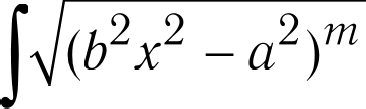 ∫√(b²x² − a²)ᵐ